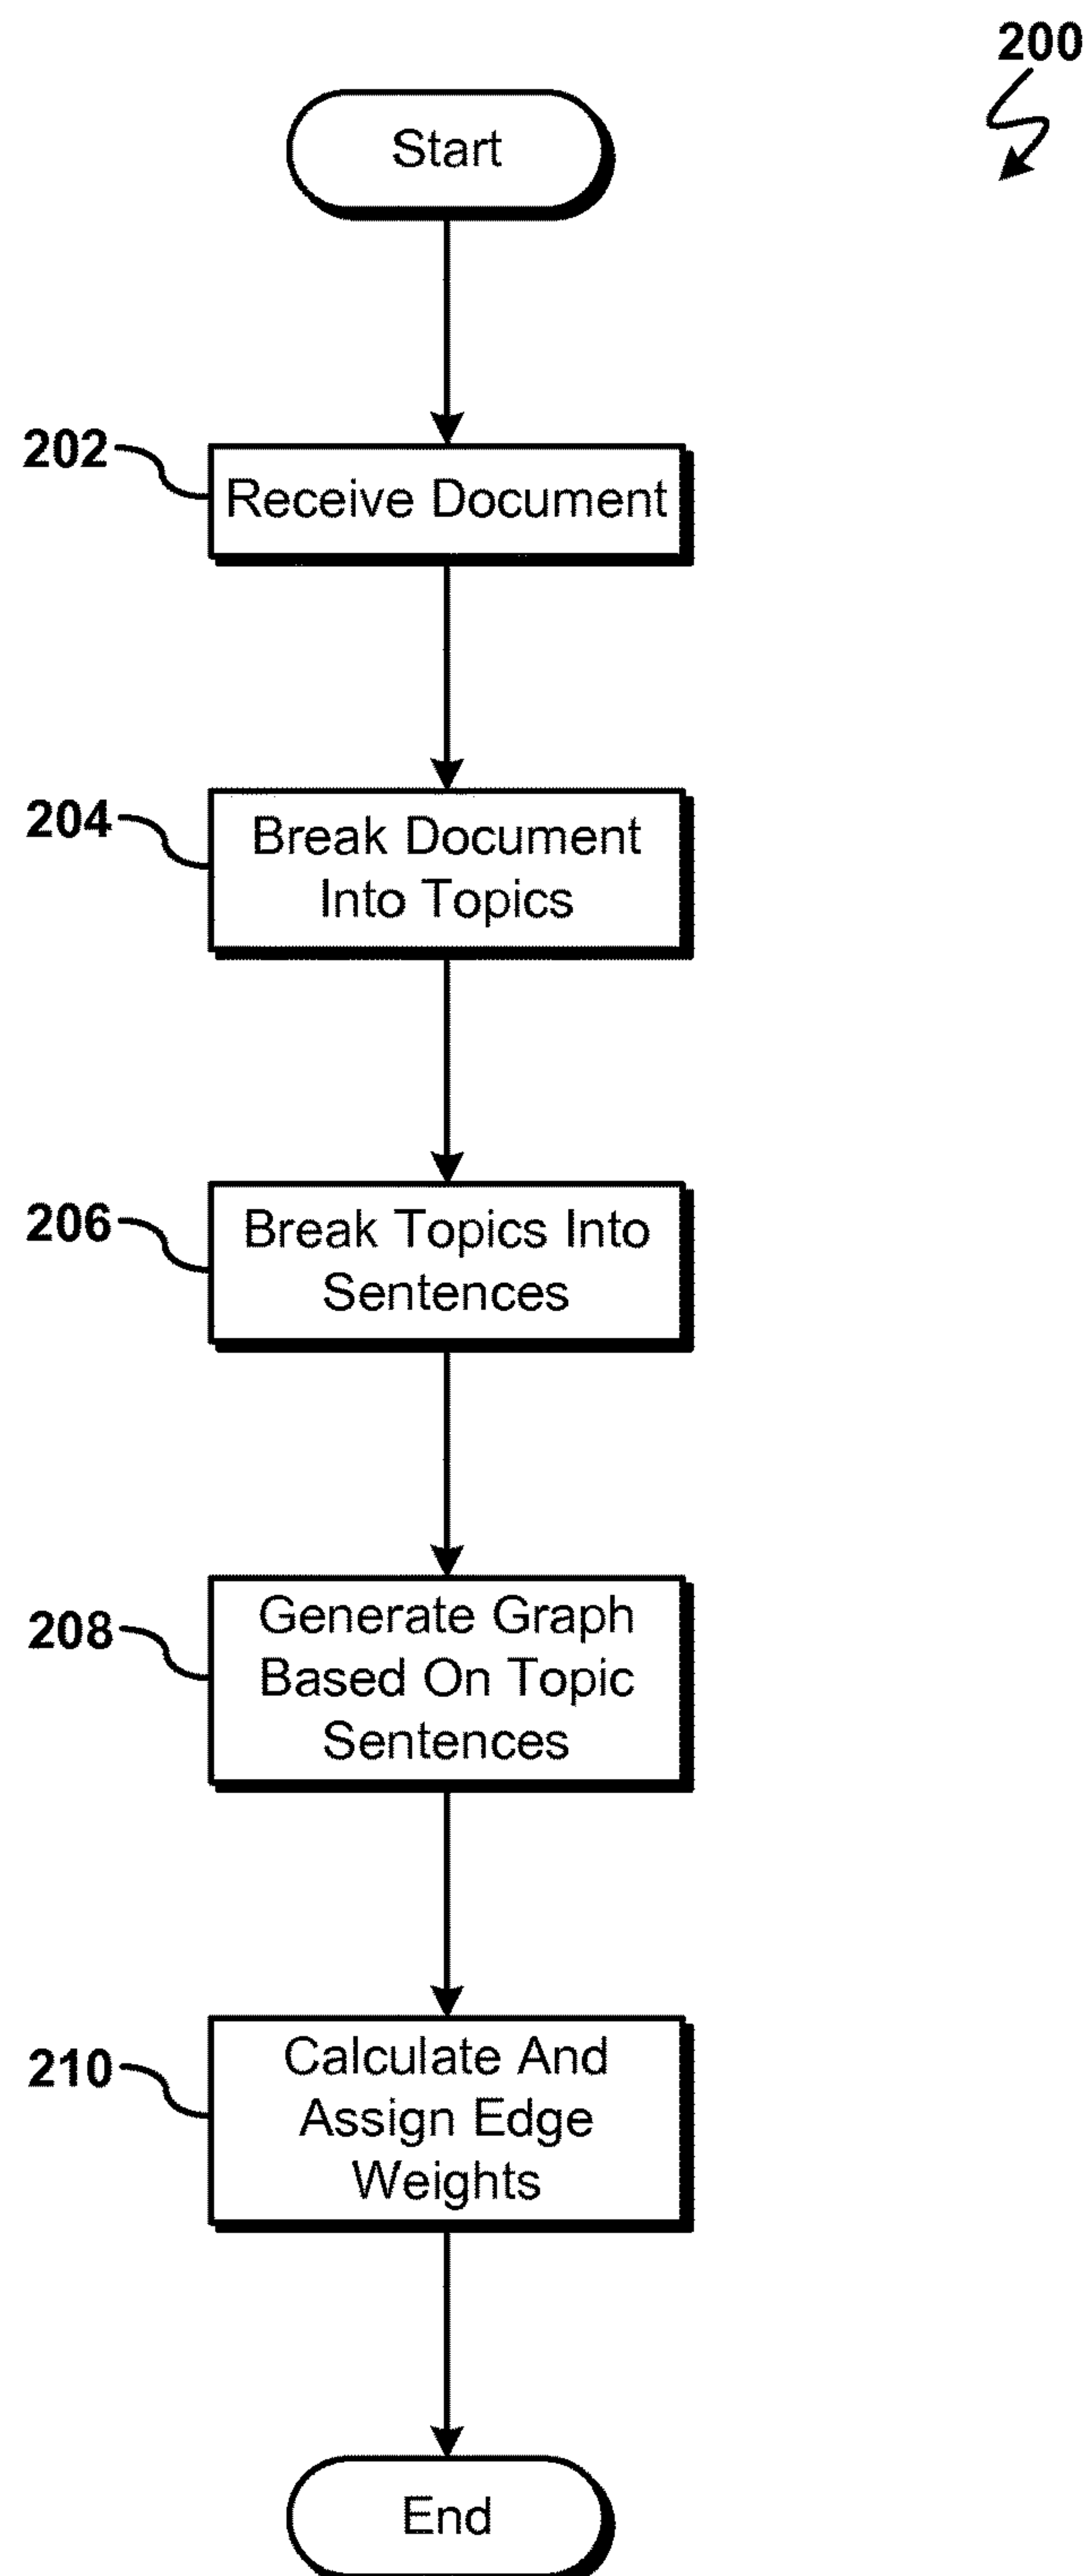 200
Start
202
Receive Document
204
Break Document
Into Topics
206
Break Topics Into
Sentences
208
Generate Graph
Based On Topic
Sentences
210
Calculate And
Assign Edge
Weights
End